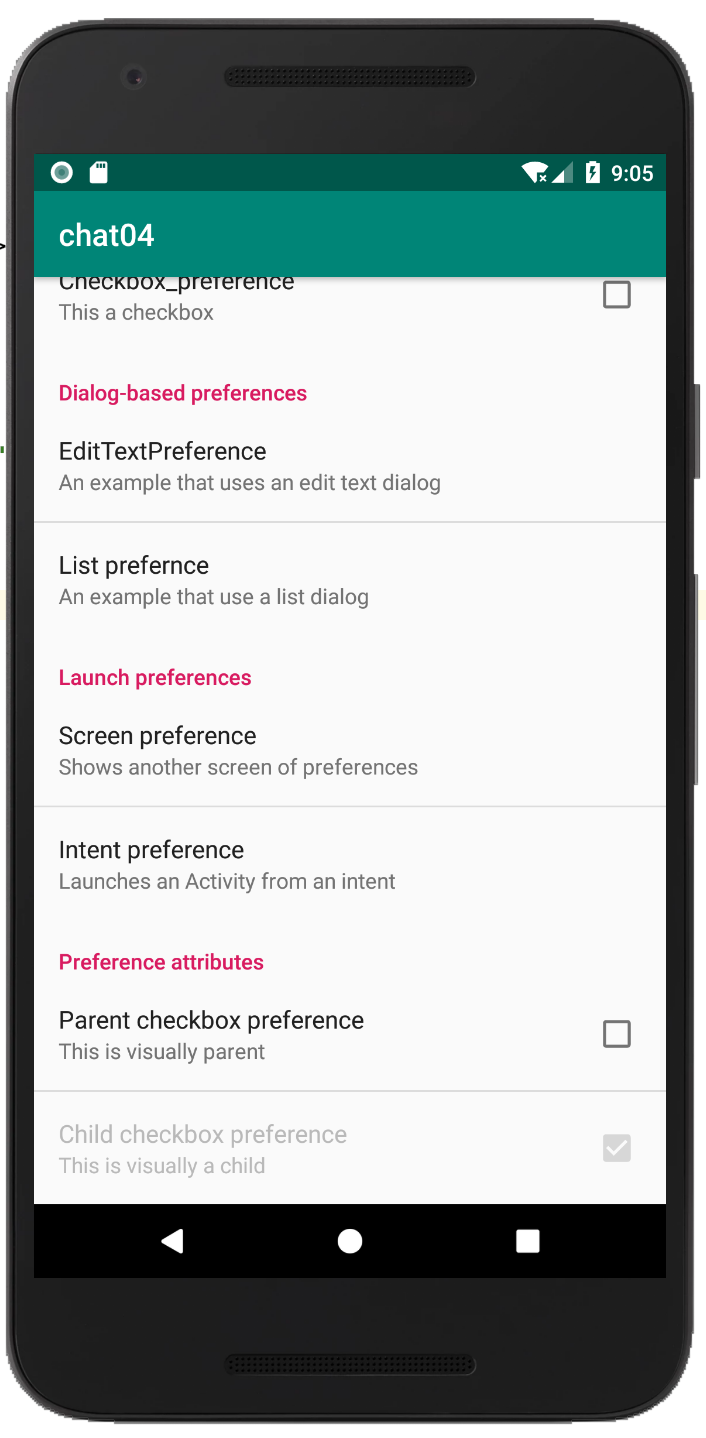 9:05
chat04
Checkbox_preference
This a checkbox
Dialog-based preferences
EditTextPreference
An example that uses an edit text dialog
List prefernce
An example that use a list dialog
Launch preferences
Screen preference
Shows another screen of preferences
Intent preference
Launches an Activity from an intent
Preference attributes
Parent checkbox preference
This is visually parent
Child checkbox preference
This is visually a child